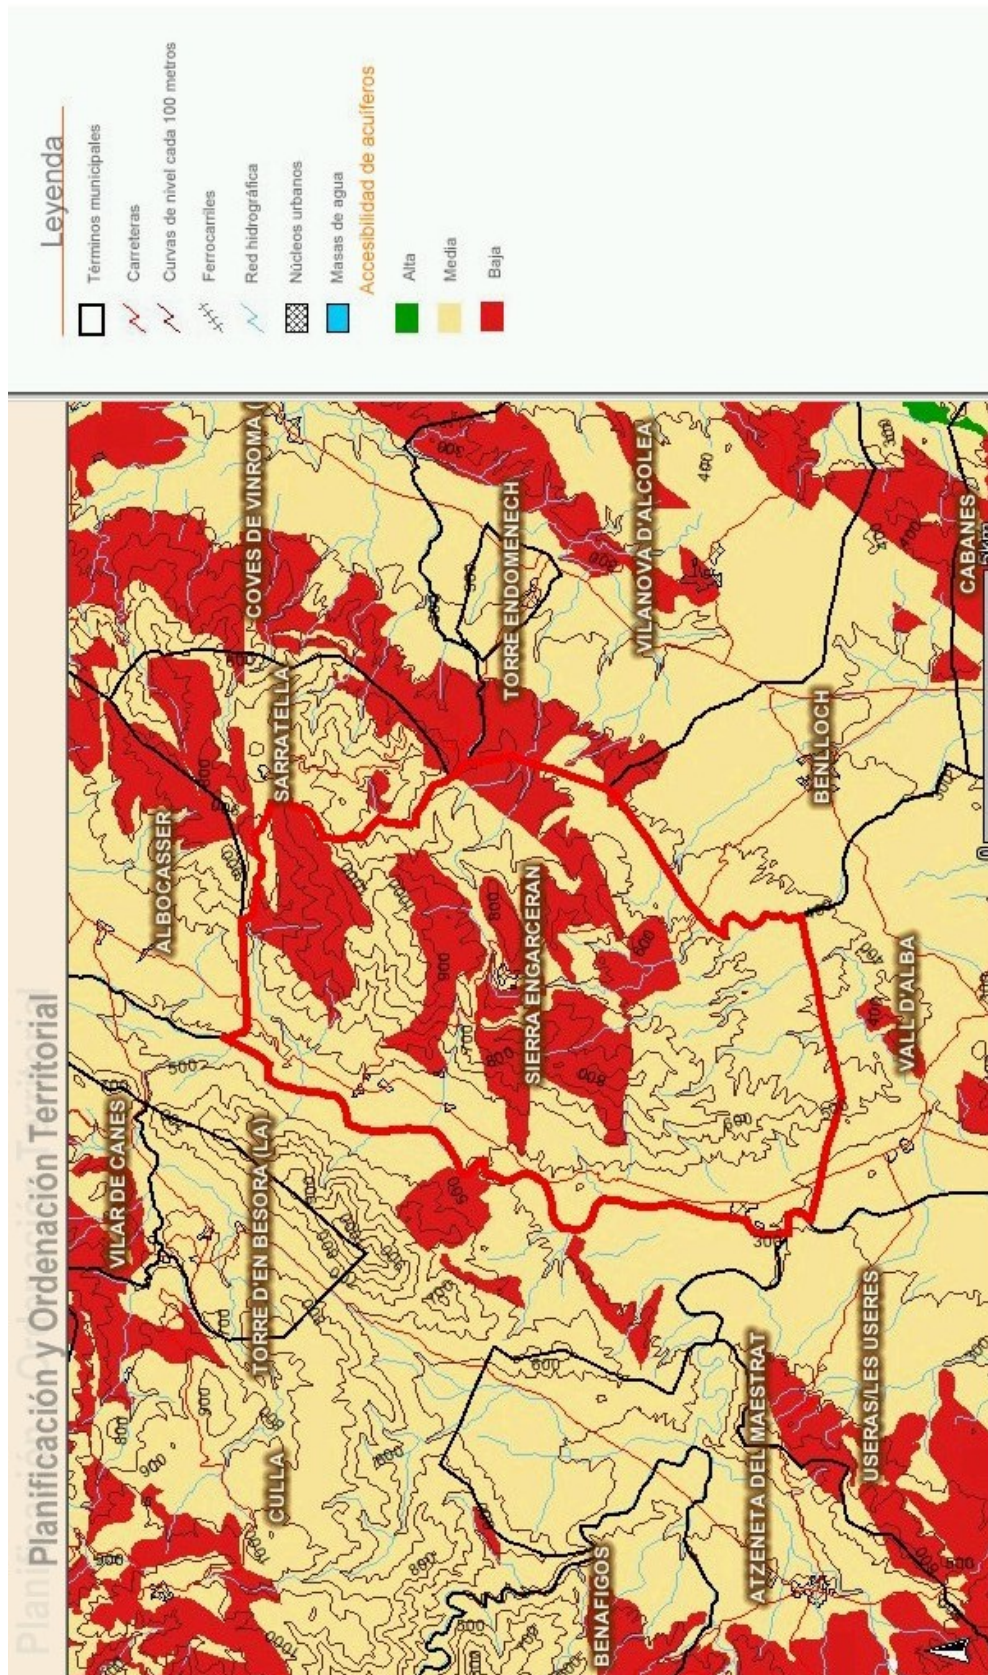 Planificación y Ordenación Territorial
Leyenda
Términos municipales
Carreteras
Curvas de nivel cada 100 metros
Ferrocarriles
Red hidrográfica
Núcleos urbanos
Masas de agua
Accesibilidad de acuíferos
Alta
Media
Baja
VILAR DE CANES
ALBOCASSER
CULLA
TORRE D'EN BESORA (LA)
SARRATELLA
COVES DE VINROMA (
SIERRA ENGARCERAN
TORRE ENDOMENECH
BENAFIGOS
VILANOVA D'ALCOLEA
ATZENETA DEL MAESTRAT
BENLLOCH
USERAS/LES USERES
VALL D'ALBA
CABANES
0
5Km